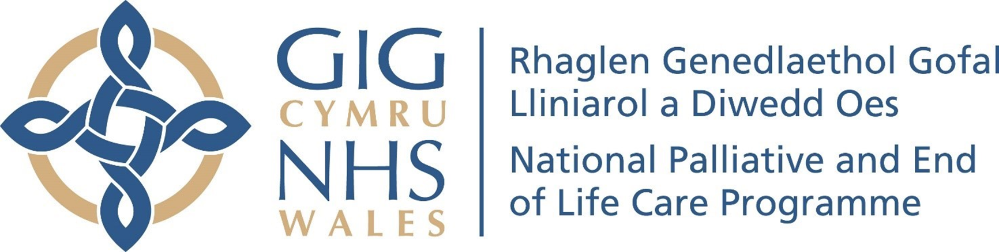 GIG
CYMRU
NHS
WALES
Rhaglen Genedlaethol Gofal
Lliniarol a Diwedd Oes
National Palliative and End
of Life Care Programme